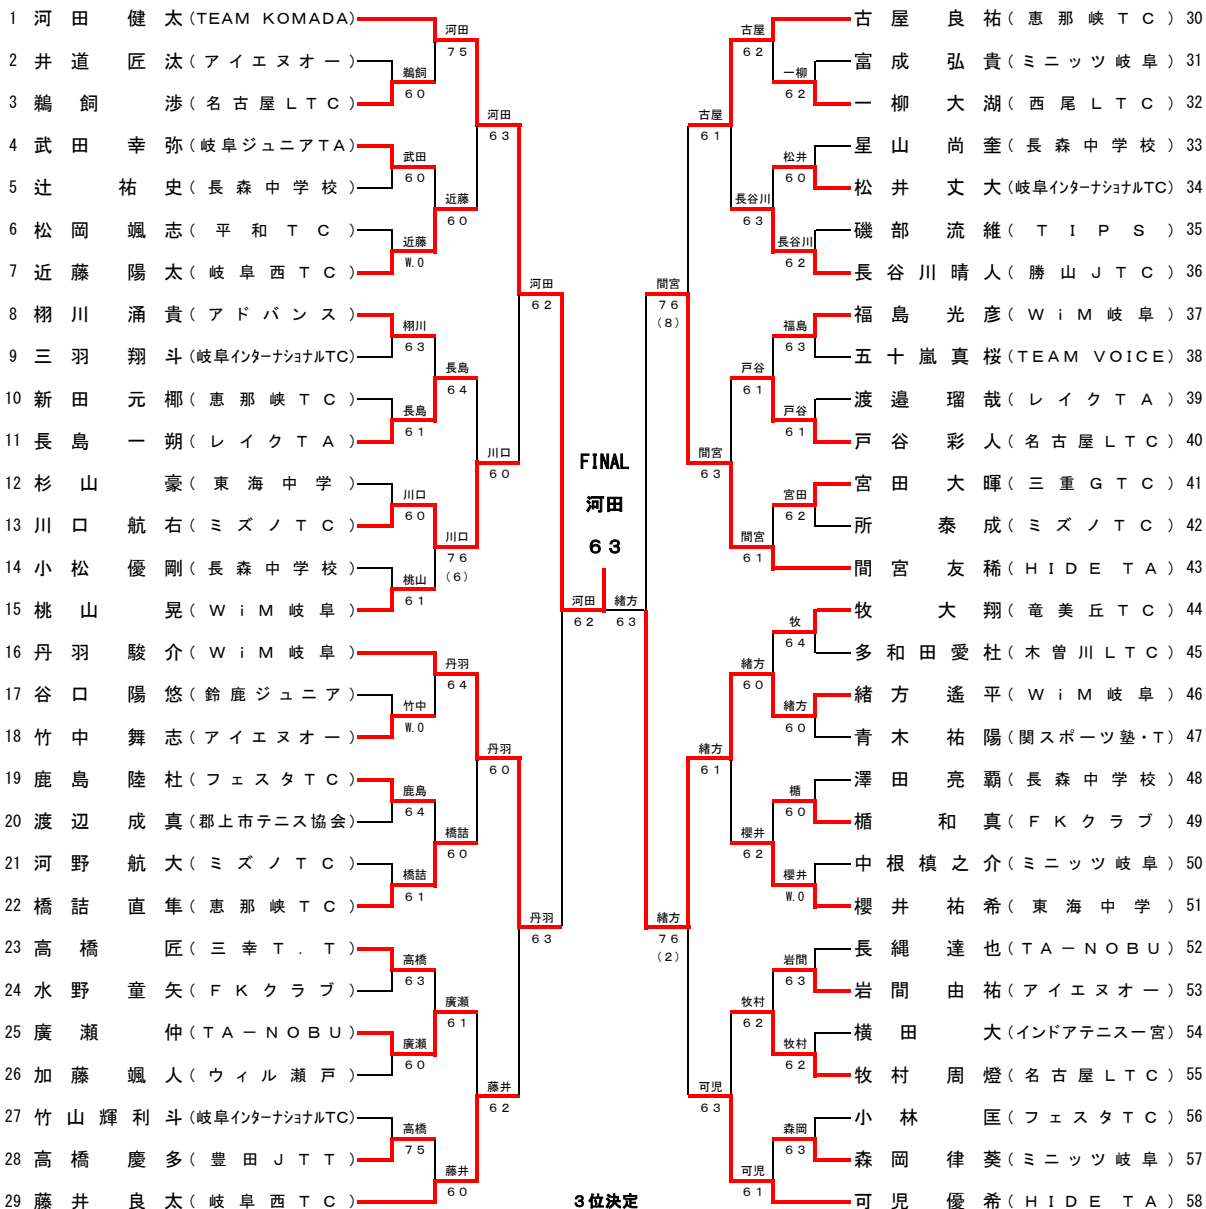 1 河田 健太 (TEAM KOMADA)
2 井道 匠汰 (アイエヌオー)
3 鵜飼 渉 (名古屋LTC)
4 武田 幸弥 (岐阜ジュニアTA)
5 辻 祐史 (長森中学校)
6 松岡 颯志 (平和TC)
7 近藤 陽太 (岐阜西TC)
8 栩川 涌貴 (アドバンス)
9 三羽 翔斗 (岐阜インターナショナルTC)
10 新田 元梛 (恵那峡TC)
11 長島 一朔 (レイクTA)
12 杉山 豪 (東海中学)
13 川口 航右 (ミズノTC)
14 小松 優剛 (長森中学校)
15 桃山 晃 (WiM岐阜)
16 丹羽 駿介 (WiM岐阜)
17 谷口 陽悠 (鈴鹿ジュニア)
18 竹中 舞志 (アイエヌオー)
19 鹿島 陸杜 (フェスタTC)
20 渡辺 成真 (郡上市テニス協会)
21 河野 航大 (ミズノTC)
22 橋詰 直隼 (恵那峡TC)
23 高橋 匠 (三幸T.T)
24 水野 童矢 (FKクラブ)
25 廣瀬 仲 (TA-NOBU)
26 加藤 颯人 (ウィル瀬戸)
27 竹山 輝利斗 (岐阜インターナショナルTC)
28 高橋 慶多 (豊田JTT)
29 藤井 良太 (岐阜西TC)
鵜飼
60
武田
60
近藤
W.0
栩川
63
長島
61
川口
60
桃山
61
竹中
W.0
鹿島
64
橋詰
61
高橋
63
廣瀬
60
高橋
75
河田
75
近藤
60
長島
64
川口
76
(6)
丹羽
64
橋詰
60
廣瀬
61
藤井
60
河田
63
川口
60
丹羽
60
藤井
62
河田
62
丹羽
63
河田
62
FINAL
河田
63
緒方
63
間宮
76
(8)
緒方
76
(2)
古屋
61
間宮
63
緒方
61
可児
63
古屋
62
長谷川
63
戸谷
61
間宮
61
緒方
60
櫻井
62
牧村
62
可児
61
一柳
62
松井
60
長谷川
62
福島
63
戸谷
61
宮田
62
牧
64
緒方
60
楯
60
櫻井
W.0
岩間
63
牧村
62
森岡
63
古屋 良祐 (恵那峡TC) 30
富成 弘貴 (ミニッツ岐阜) 31
一柳 大湖 (西尾LTC) 32
星山 尚奎 (長森中学校) 33
松井 丈大 (岐阜インターナショナルTC) 34
磯部 流維 (TIPS) 35
長谷川 晴人 (勝山JTC) 36
福島 光彦 (WiM岐阜) 37
五十嵐 真桜 (TEAM VOICE) 38
渡邉 瑠哉 (レイクTA) 39
戸谷 彩人 (名古屋LTC) 40
宮田 大暉 (三重GTC) 41
所 泰成 (ミズノTC) 42
間宮 友稀 (HIDE TA) 43
牧 大翔 (竜美丘TC) 44
多和田 愛杜 (木曽川LTC) 45
緒方 遙平 (WiM岐阜) 46
青木 祐陽 (関スポーツ塾・T) 47
澤田 亮覇 (長森中学校) 48
楯 和真 (FKクラブ) 49
中根 槙之介 (ミニッツ岐阜) 50
櫻井 祐希 (東海中学) 51
長縄 達也 (TA-NOBU) 52
岩間 由祐 (アイエヌオー) 53
横田 大 (インドアテニス一宮) 54
牧村 周燈 (名古屋LTC) 55
小林 匡 (フェスタTC) 56
森岡 律葵 (ミニッツ岐阜) 57
可児 優希 (HIDE TA) 58
3位決定